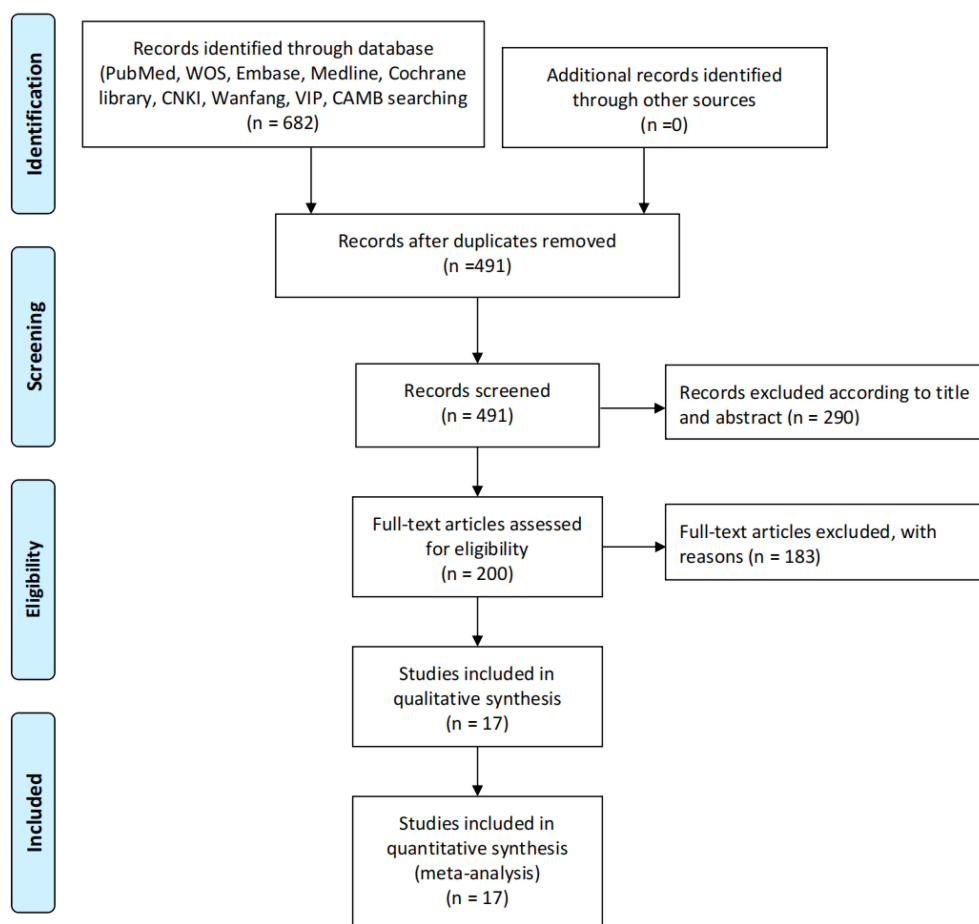 Identification
Records identified through database
(PubMed, WOS, Embase, Medline, Cochrane
library, CNKI, Wanfang, VIP, CAMB searching
(n = 682)
Additional records identified
through other sources
(n =0)
Records after duplicates removed
(n =491)
Screening
Records screened
(n = 491)
Records excluded according to title
and abstract (n = 290)
Eligibility
Full-text articles assessed
for eligibility
(n = 200)
Full-text articles excluded, with
reasons (n = 183)
Studies included in
qualitative synthesis
(n = 17)
Included
Studies included in
quantitative synthesis
(meta-analysis)
(n = 17)